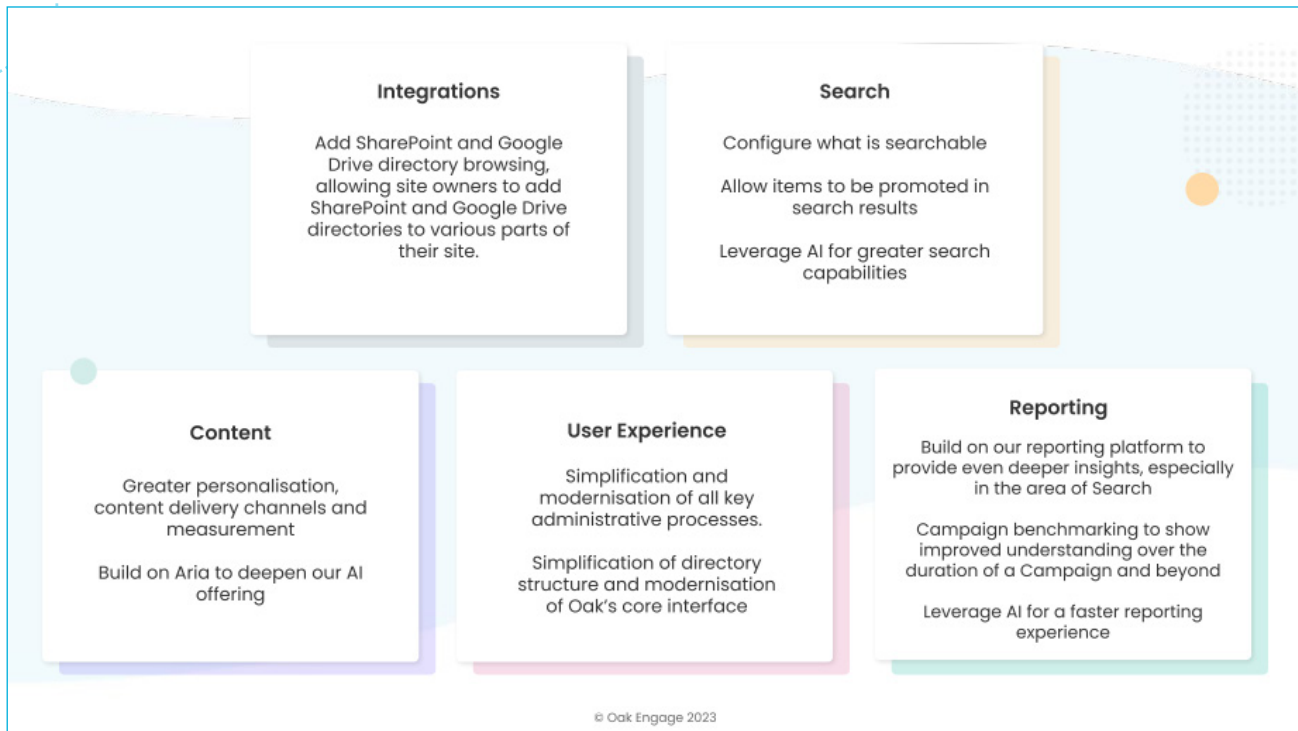 Integrations
Add SharePoint and Google
Drive directory browsing,
allowing site owners to add
SharePoint and Google Drive
directories to various parts of
their site.
Search
Configure what is searchable
Allow items to be promoted in
search results
Leverage AI for greater search
capabilities
Content
Greater personalisation,
content delivery channels and
measurement
Build on Aria to deepen our AI
offering
User Experience
Simplification and
modernisation of all key
administrative processes.
Simplification of directory
structure and modernisation
of Oak's core interface
Reporting
Build on our reporting platform to
provide even deeper insights, especially
in the area of Search
Campaign benchmarking to show
improved understanding over the
duration of a Campaign and beyond
Leverage AI for a faster reporting
experience
© Oak Engage 2023